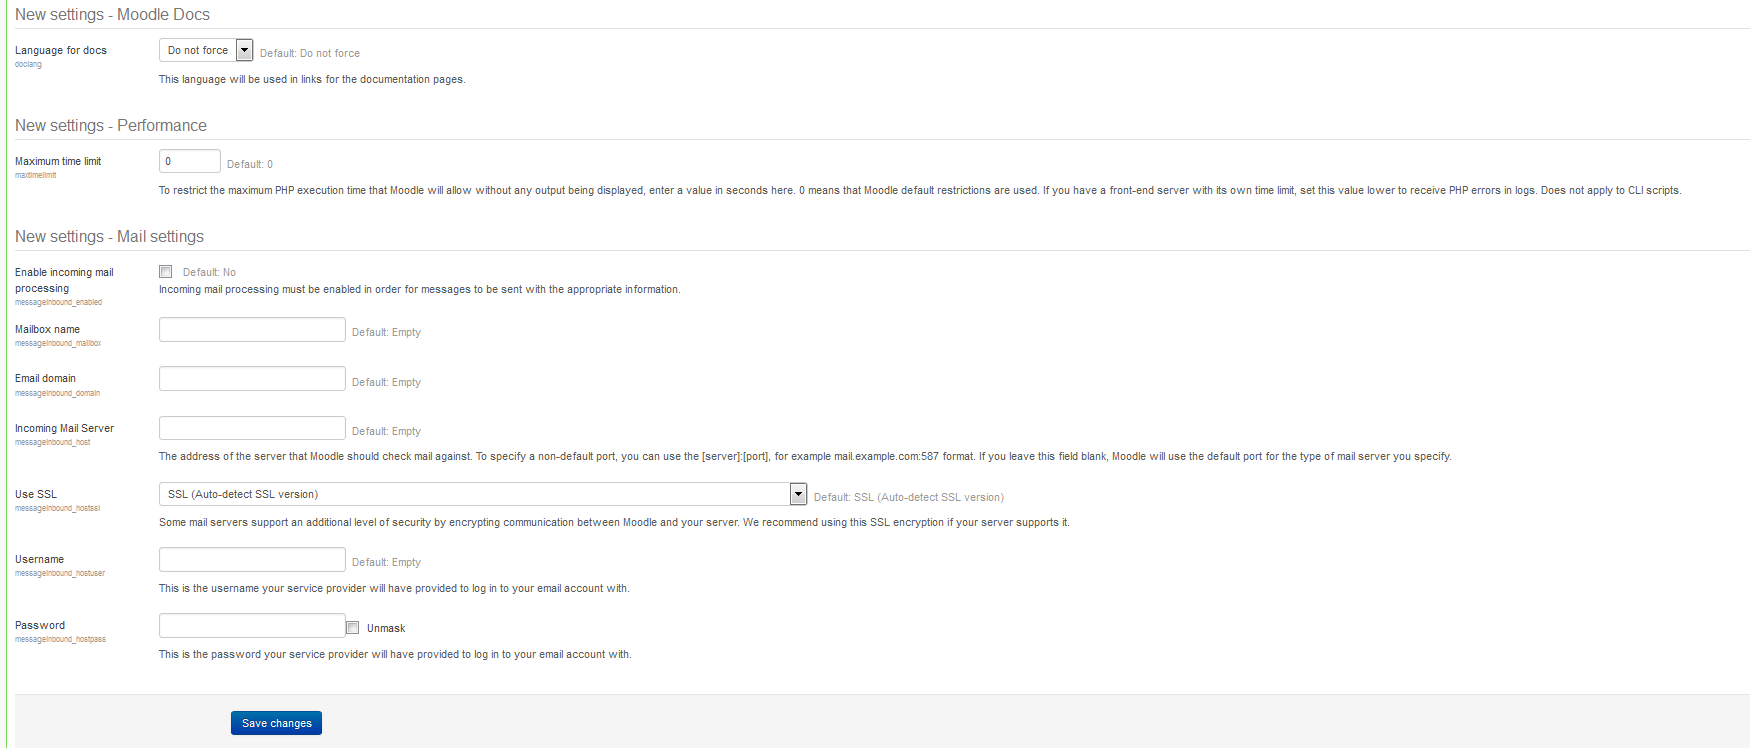 New settings - Moodle Docs
Language for docs
doclang
Do not force
Default: Do not force
This language will be used in links for the documentation pages.
New settings - Performance
Maximum time limit
maxtimelimit
0
Default: 0
To restrict the maximum PHP execution time that Moodle will allow without any output being displayed, enter a value in seconds here. 0 means that Moodle default restrictions are used. If you have a front-end server with its own time limit, set this value lower to receive PHP errors in logs. Does not apply to CLI scripts.
New settings - Mail settings
Enable incoming mail
processing
messageinbound_enabled
Default: No
Incoming mail processing must be enabled in order for messages to be sent with the appropriate information.
Mailbox name
messageinbound_mailbox
Default: Empty
Email domain
messageinbound_domain
Default: Empty
Incoming Mail Server
messageinbound_host
Default: Empty
The address of the server that Moodle should check mail against. To specify a non-default port, you can use the [server]:[port], for example mail.example.com:587 format. If you leave this field blank, Moodle will use the default port for the type of mail server you specify.
Use SSL
messageinbound_hostssl
SSL (Auto-detect SSL version)
Default: SSL (Auto-detect SSL version)
Some mail servers support an additional level of security by encrypting communication between Moodle and your server. We recommend using this SSL encryption if your server supports it.
Username
messageinbound_hostuser
Default: Empty
This is the username your service provider will have provided to log in to your email account with.
Password
messageinbound_hostpass
Unmask
This is the password your service provider will have provided to log in to your email account with.
Save changes